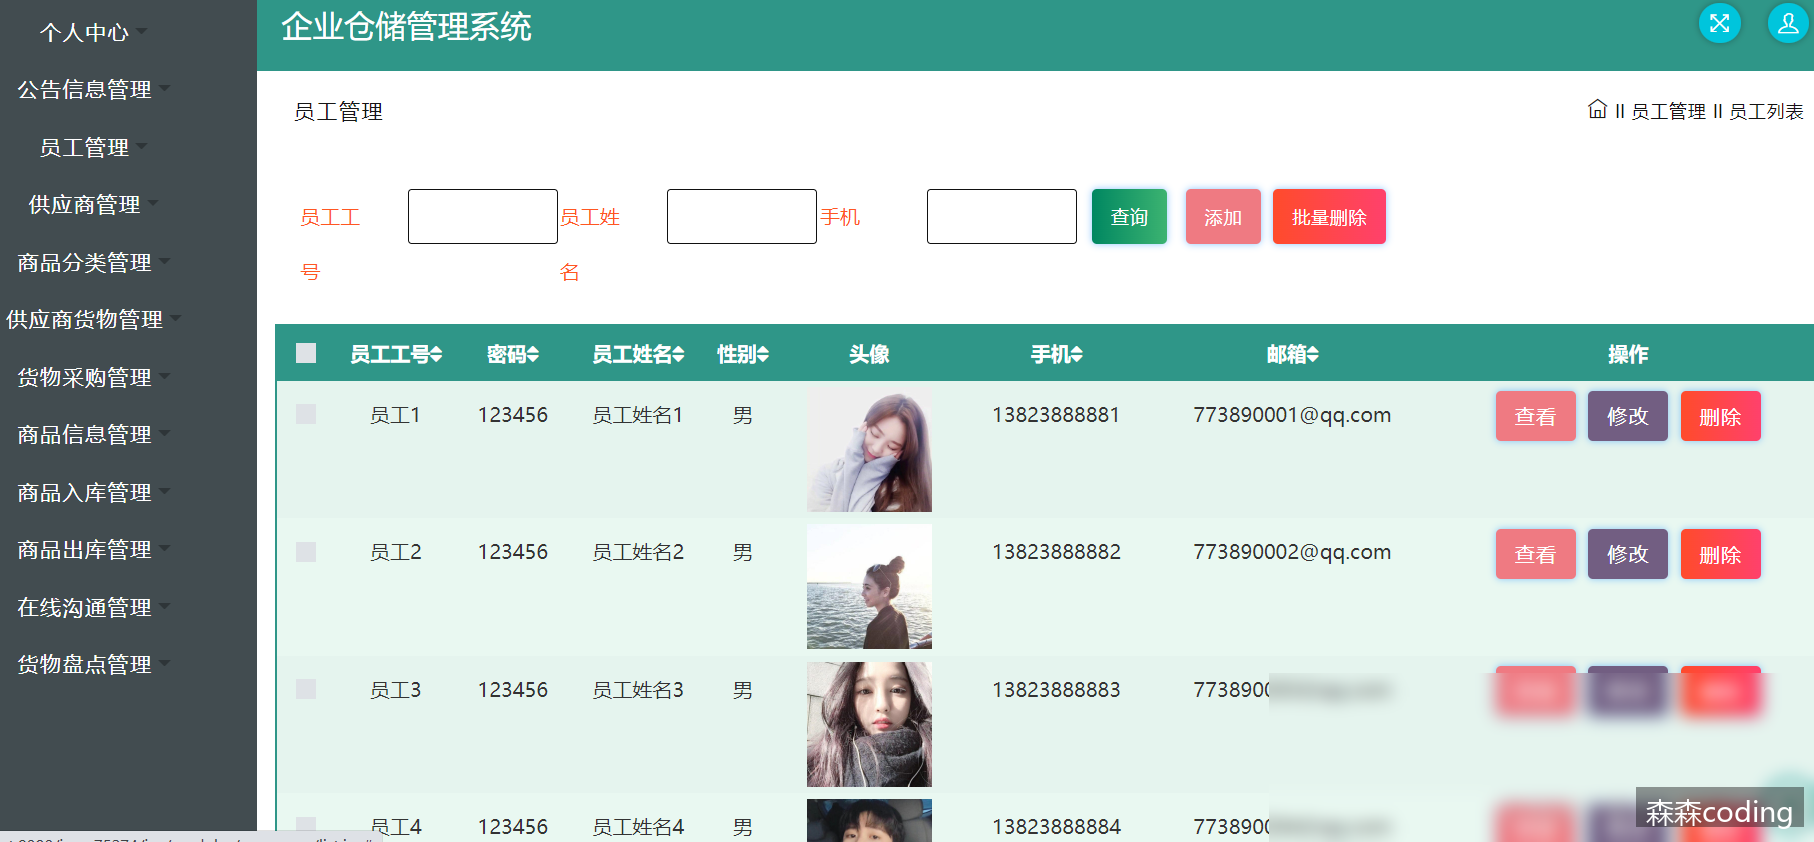 企业仓储管理系统
个人中心
公告信息管理
员工管理
供应商管理
商品分类管理
供应商货物管理
货物采购管理
商品信息管理
商品入库管理
商品出库管理
在线沟通管理
货物盘点管理
员工管理
II 员工管理 II 员工列表
员工工号 员工姓名 手机 查询 添加 批量删除
员工工号 密码 员工姓名 性别 头像 手机 邮箱 操作
员工1 123456 员工姓名1 男 13823888881 773890001@qq.com 查看 修改 删除
员工2 123456 员工姓名2 男 13823888882 773890002@qq.com 查看 修改 删除
员工3 123456 员工姓名3 男 13823888883 773890
员工4 123456 员工姓名4 男 13823888884 773890
森森coding